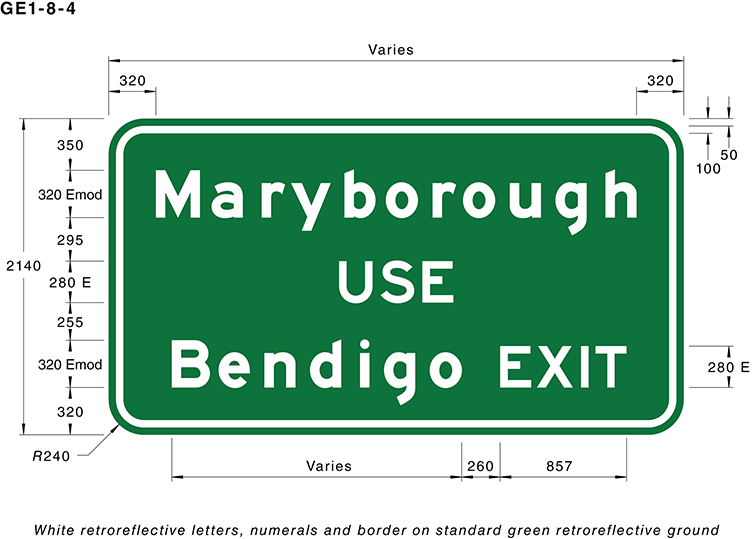 GE1-8-4
Varies
320 320
350
50
100
320 Emod
Maryborough
295
2140
280 E
USE
255
320 Emod
Bendigo EXIT
280 E
320
R240
Varies 260 857
White retroreflective letters, numerals and border on standard green retroreflective ground